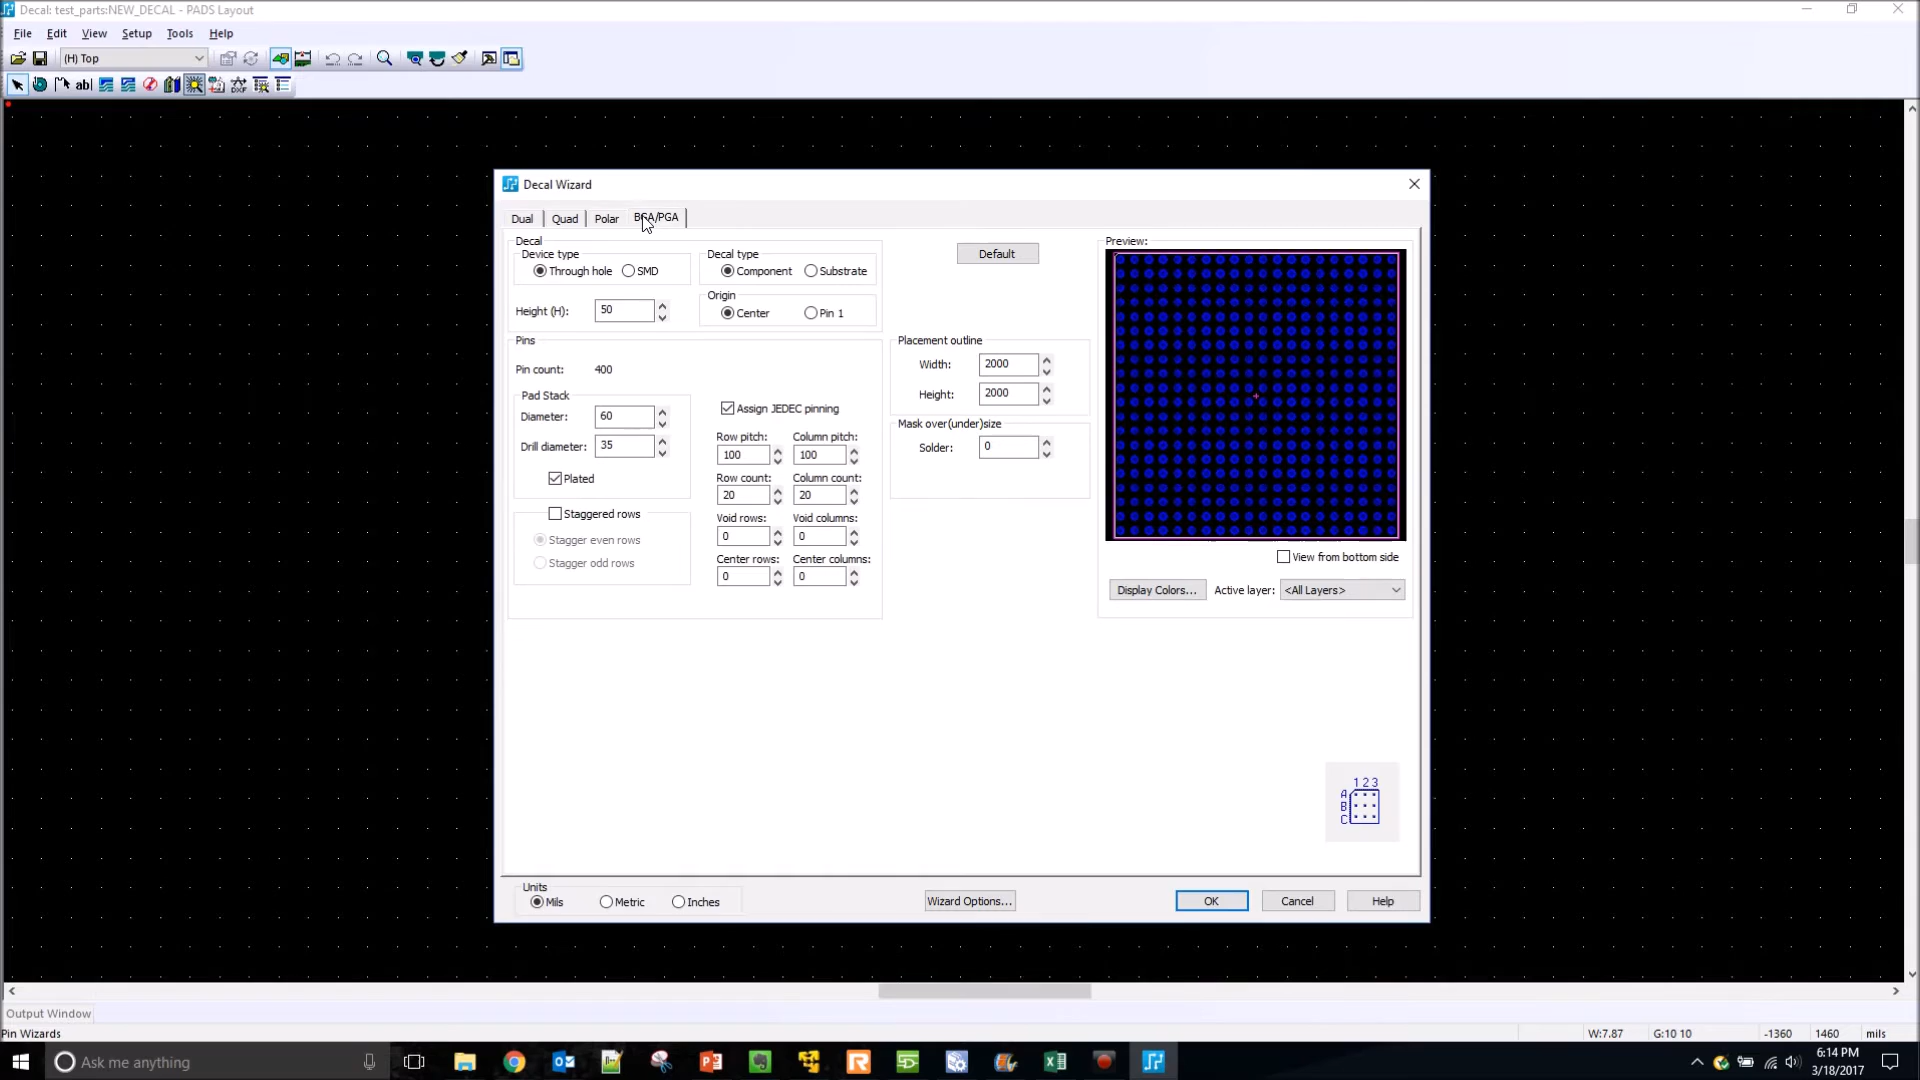 Decal: test_parts:NEW_DECAL - PADS Layout
File Edit View Setup Tools Help
(H) Top
ab|
DXF
Decal Wizard
Dual Quad Polar BGA/PGA
Decal
Device type
Through hole SMD
Decal type
Component Substrate
Default
Height (H): 50
Origin
Center Pin 1
Pins
Pin count: 400
Pad Stack
Diameter: 60
Drill diameter: 35
Plated
Staggered rows
Stagger even rows
Stagger odd rows
Assign JEDEC pinning
Row pitch: Column pitch:
100 100
Row count: Column count:
20 20
Void rows: Void columns:
0 0
Center rows: Center columns:
0 0
Placement outline
Width: 2000
Height: 2000
Mask over(under)size
Solder: 0
Preview:
View from bottom side
Display Colors... Active layer: <All Layers>
1 2 3
A
B
C
Units
Mils Metric Inches
Wizard Options... OK Cancel Help
Output Window
Pin Wizards W:7.87 G:10 10 -1360 1460 mils
Ask me anything
6:14 PM
3/18/2017